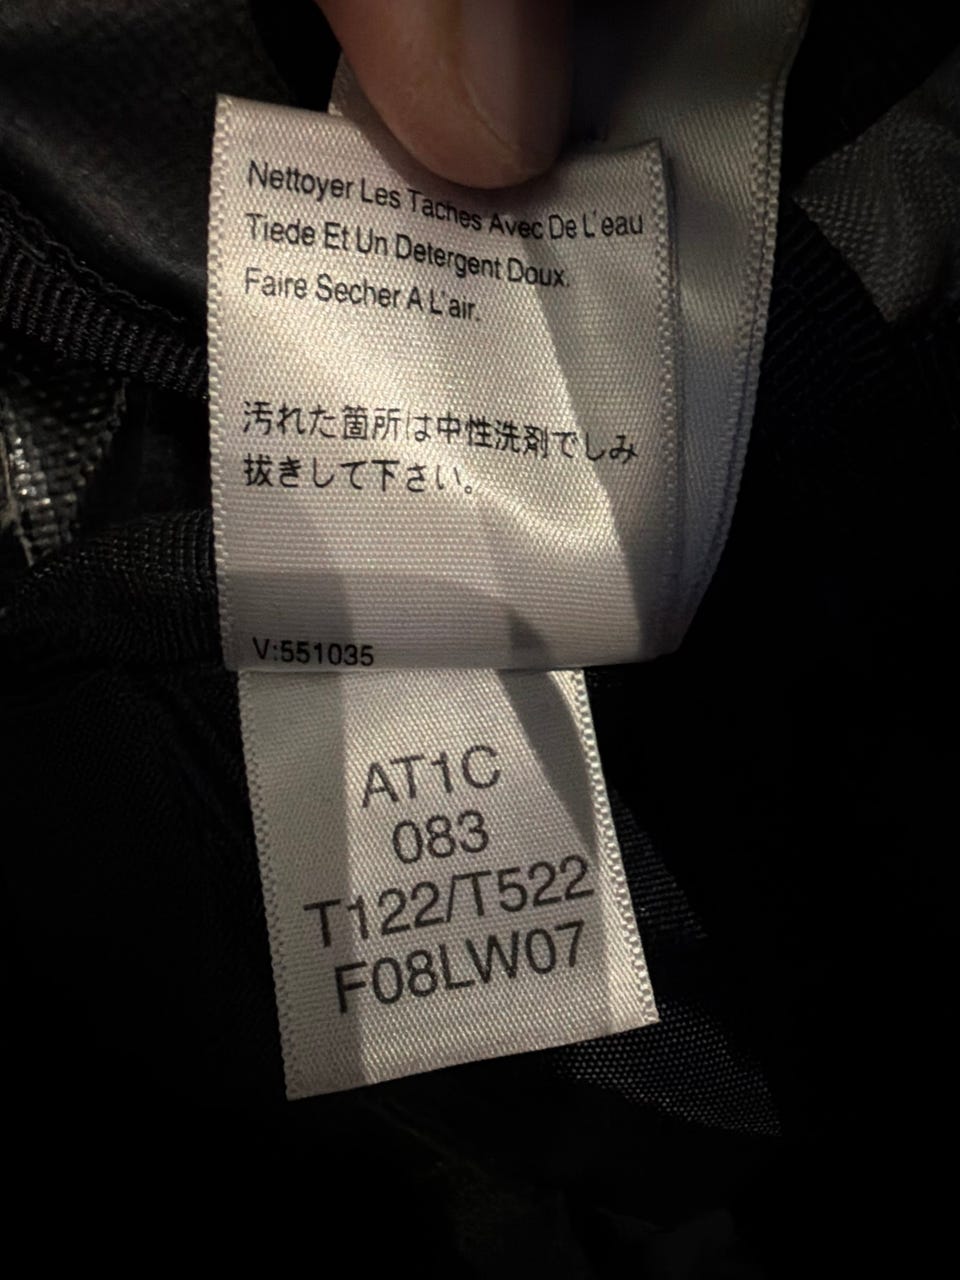 Nettoyer Les Taches Avec De L'eau
Tiede Et Un Detergent Doux.
Faire Secher A L'air.
汚れた箇所は中性洗剤でしみ
抜きして下さい。
V:551035
AT1C
083
T122/T522
F08LW07